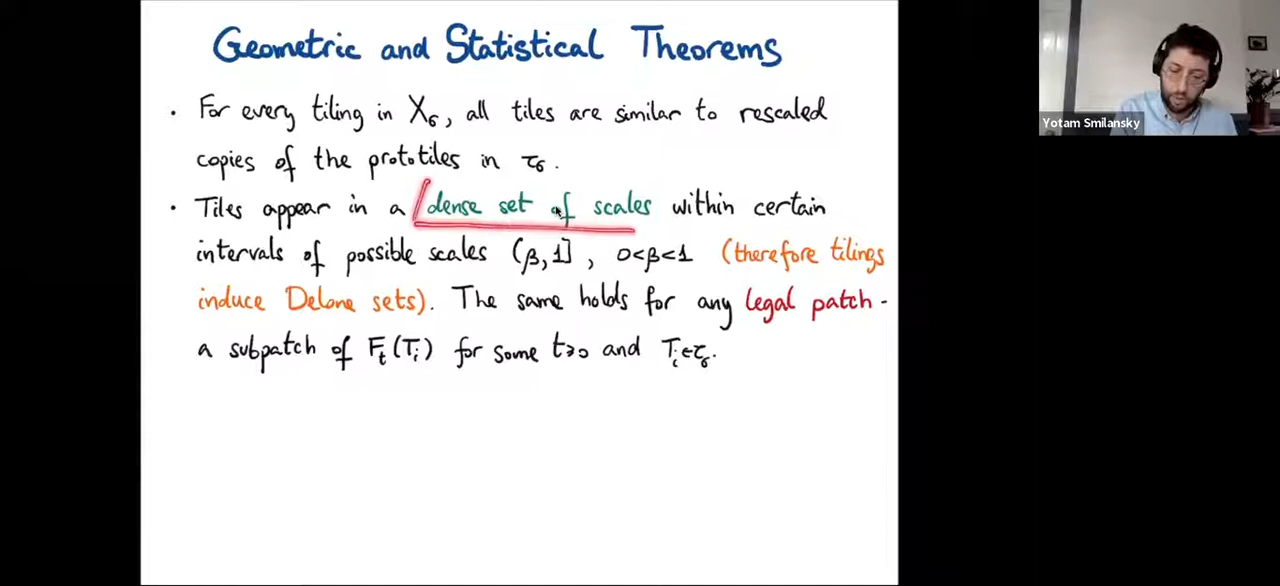 Geometric and Statistical Theorems
· For every tiling in X_σ, all tiles are similar to rescaled
copies of the prototiles in τ_σ.
· Tiles appear in a dense set of scales within certain
intervals of possible scales (β, 1], 0<β<1 (therefore tilings
induce Delone sets). The same holds for any legal patch -
a subpatch of F_t(T_i) for some t>0 and T_i∈τ_σ.
Yotam Smilansky